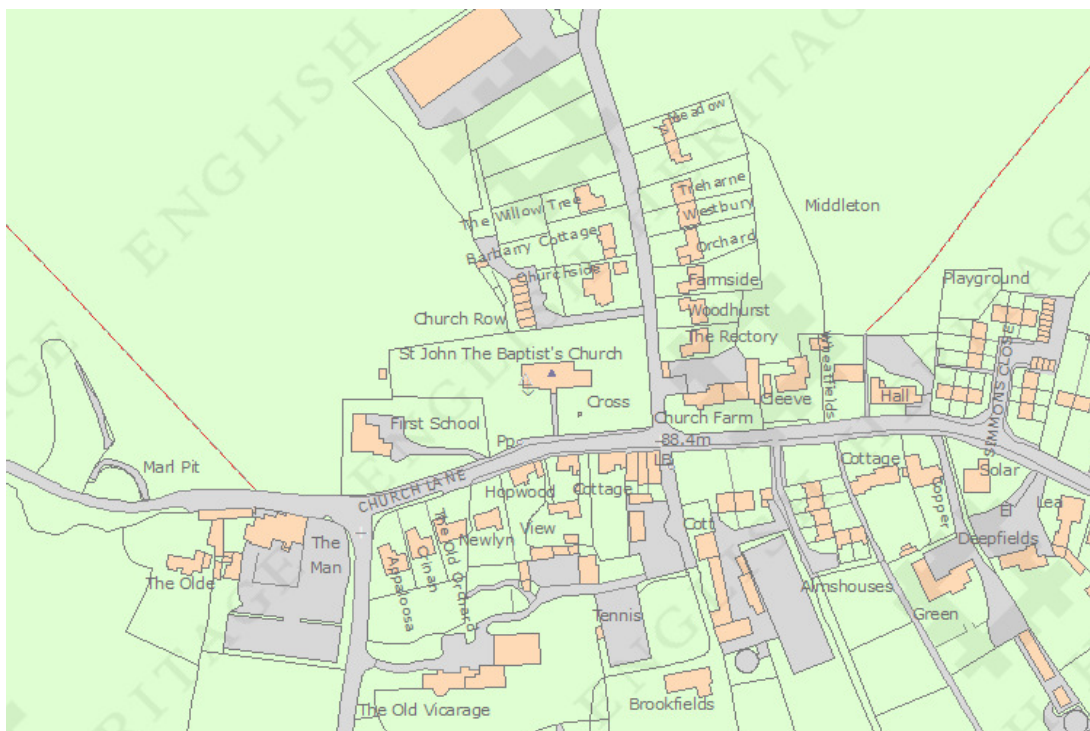 ENGLISH HERITAGE
Meadow
Treharne
Westbury
Orchard
Farmside
Woodhurst
The Rectory
Middleton
The Willow Tree
Barbarry Cottage
Churchside
Church Row
St John The Baptist's Church
Cross
Church Farm
Cleeve
Wheatfields
Hall
Playground
SIMMONS CLOSE
First School
Pp
88.4m
LB
Marl Pit
CHURCH LANE
Hopwood
Cottage
View
Newlyn
The Old Orchard
Crinan
Appaloosa
The
Man
The Olde
Cott
Cottage
Topper
Solar
El
Lea
Deepfields
Almshouses
Green
Tennis
Brookfields
The Old Vicarage